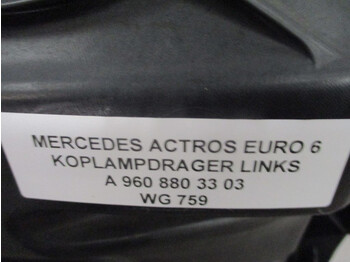 MERCEDES ACTROS EURO 6
KOPLAMPDRAGER LINKS
A 960 880 33 03
WG 759